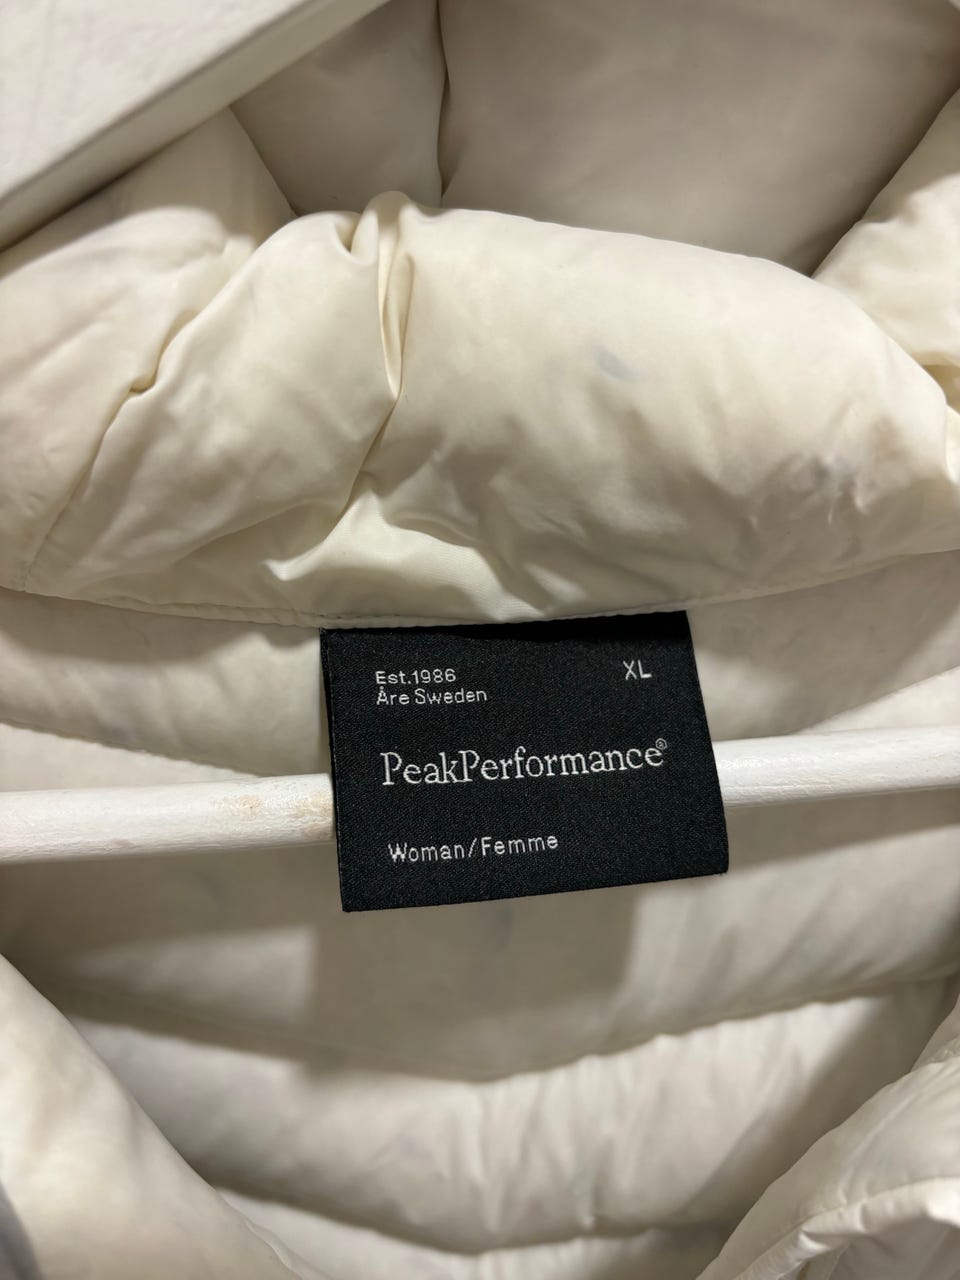 Est.1986
Åre Sweden
XL
PeakPerformance®
Woman/Femme